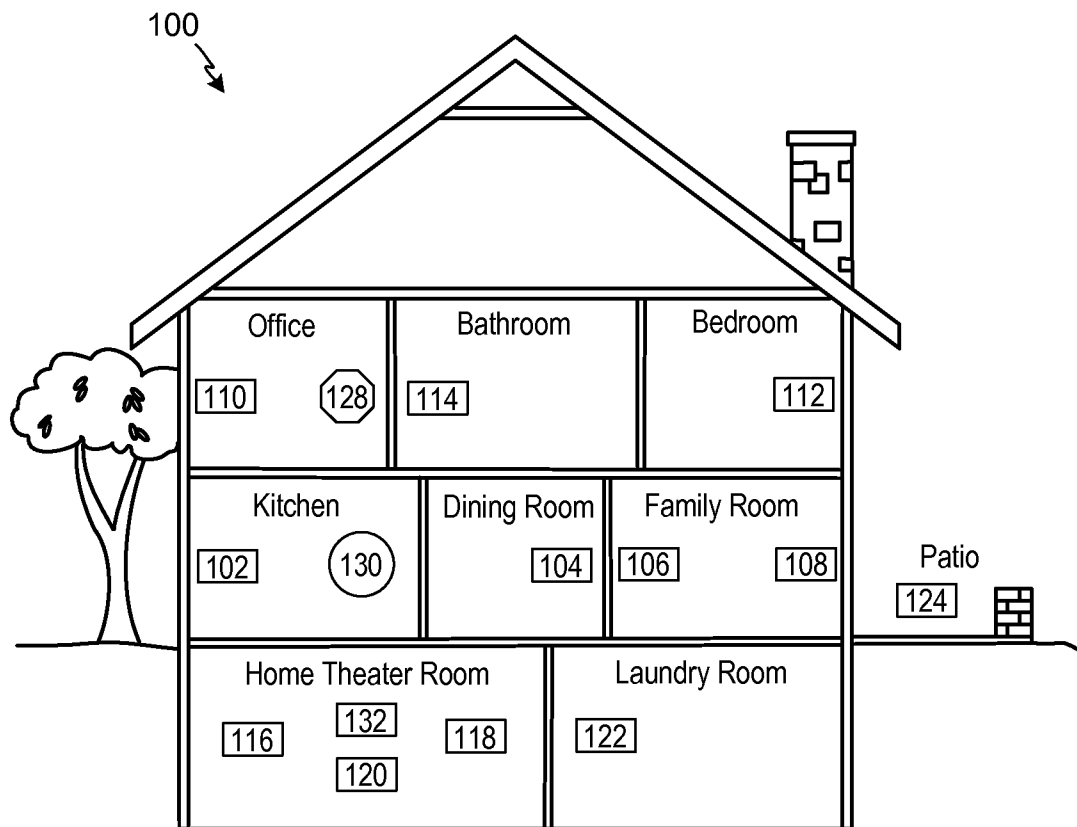 100
Office
Bathroom
Bedroom
110
128
114
112
Kitchen
Dining Room
Family Room
102
130
104
106
108
Patio
124
Home Theater Room
Laundry Room
116
132
118
120
122